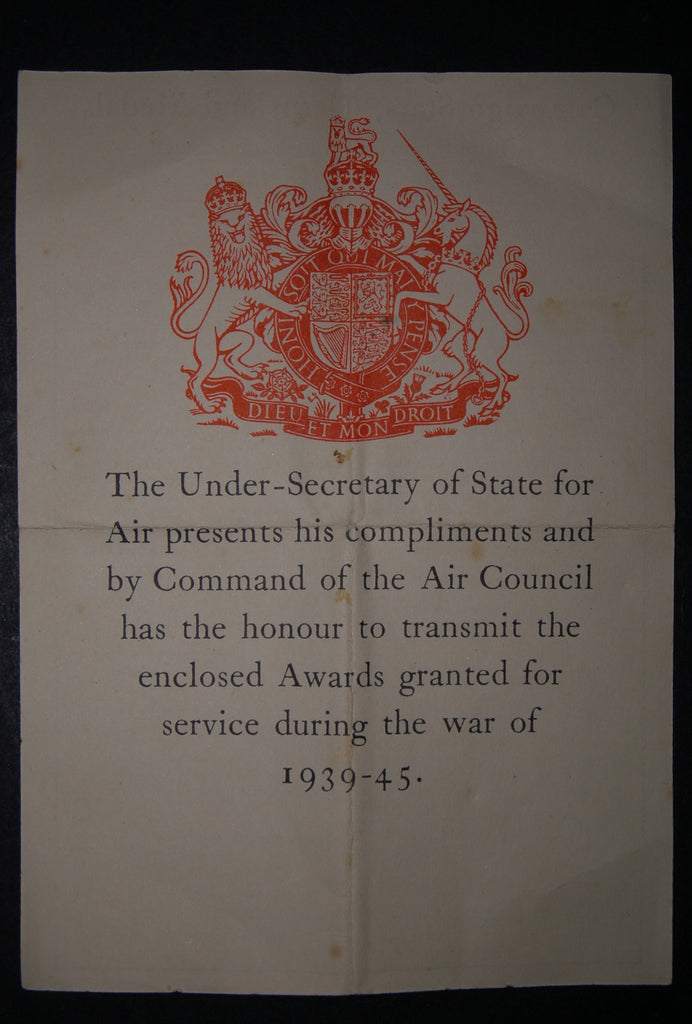 HONI SOIT QUI MAL Y PENSE
DIEU ET MON DROIT
The Under-Secretary of State for
Air presents his compliments and
by Command of the Air Council
has the honour to transmit the
enclosed Awards granted for
service during the war of
1939-45.